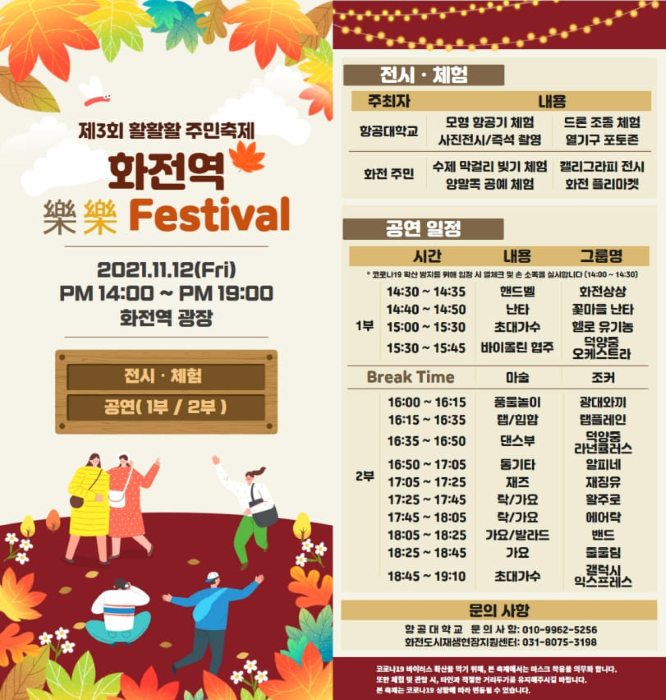 제3회 활활활 주민축제
화전역
樂樂 Festival
2021.11.12(Fri)
PM 14:00 ~ PM 19:00
화전역 광장
전시 · 체험
공연( 1부 / 2부 )
전시 · 체험
주최자 내용
항공대학교 모형 항공기 체험 드론 조종 체험
사진전시/즉석 촬영 열기구 포토존
화전 주민 수제 막걸리 빚기 체험 캘리그라피 전시
양말목 공예 체험 화전 플리마켓
공연 일정
시간 내용 그룹명
* 코로나19 확산 방지를 위해 입장 시 열체크 및 손 소독을 실시합니다 (14:00 ~ 14:30)
1부
14:30 ~ 14:35 핸드벨 화전상상
14:40 ~ 14:50 난타 꽃마을 난타
15:00 ~ 15:30 초대가수 헬로 유기농
15:30 ~ 15:45 바이올린 협주 덕양중 오케스트라
Break Time 마술 조커
2부
16:00 ~ 16:15 풍물놀이 광대와끼
16:15 ~ 16:35 랩/힙합 랩플레인
16:35 ~ 16:50 댄스부 덕양중 라넌큘러스
16:50 ~ 17:05 통기타 알피네
17:05 ~ 17:25 재즈 재징유
17:25 ~ 17:45 락/가요 활주로
17:45 ~ 18:05 락/가요 에어락
18:05 ~ 18:25 가요/발라드 밴드
18:25 ~ 18:45 가요 줄울림
18:45 ~ 19:10 초대가수 갤럭시 익스프레스
문의 사항
항공대학교 문의 사항: 010-9962-5256
화전도시재생현장지원센터: 031-8075-3198
코로나19 바이러스 확산을 막기 위해, 본 축제에서는 마스크 착용을 의무화 합니다.
또한 체험 및 관람 시, 타인과 적절한 거리두기를 유지해주시길 바랍니다.
본 축제는 코로나19 상황에 따라 변동될 수 있습니다.